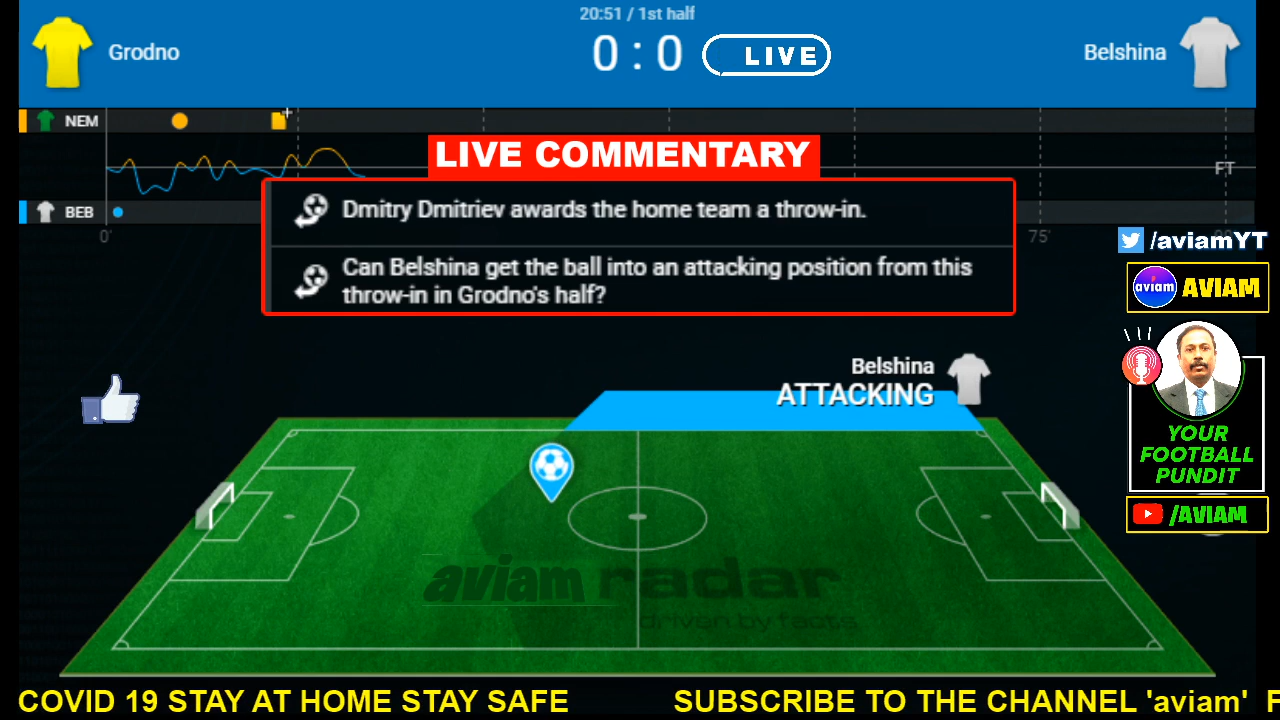 20:51 / 1st half
Grodno
0 : 0
LIVE
Belshina
NEM
LIVE COMMENTARY
FT
Dmitry Dmitriev awards the home team a throw-in.
BEB
0'
75'
Can Belshina get the ball into an attacking position from this
throw-in in Grodno's half?
/aviamYT
aviam AVIAM
Belshina
ATTACKING
YOUR
FOOTBALL
PUNDIT
/AVIAM
aviam radar
driven by facts
COVID 19 STAY AT HOME STAY SAFE SUBSCRIBE TO THE CHANNEL 'aviam' F